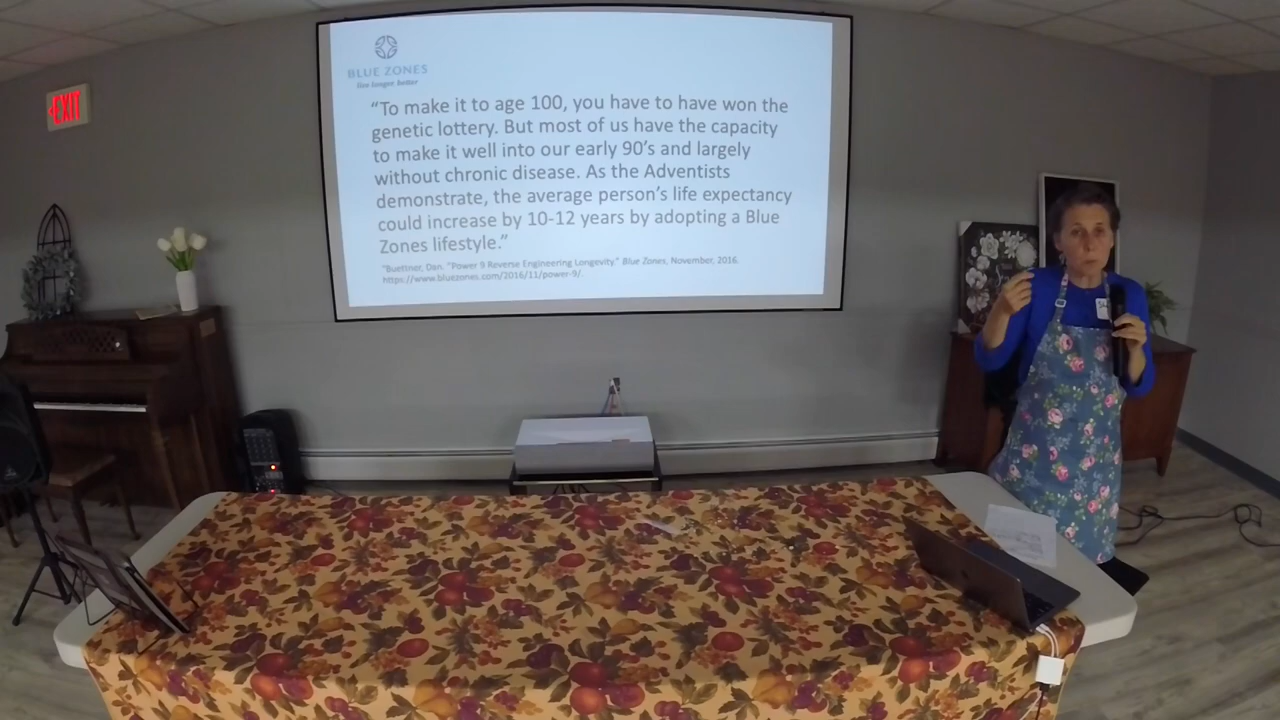 EXIT
BLUE ZONES
live longer better
“To make it to age 100, you have to have won the
genetic lottery. But most of us have the capacity
to make it well into our early 90’s and largely
without chronic disease. As the Adventists
demonstrate, the average person’s life expectancy
could increase by 10-12 years by adopting a Blue
Zones lifestyle.”
“Buettner, Dan. “Power 9 Reverse Engineering Longevity.” Blue Zones, November, 2016.
https://www.bluezones.com/2016/11/power-9/.